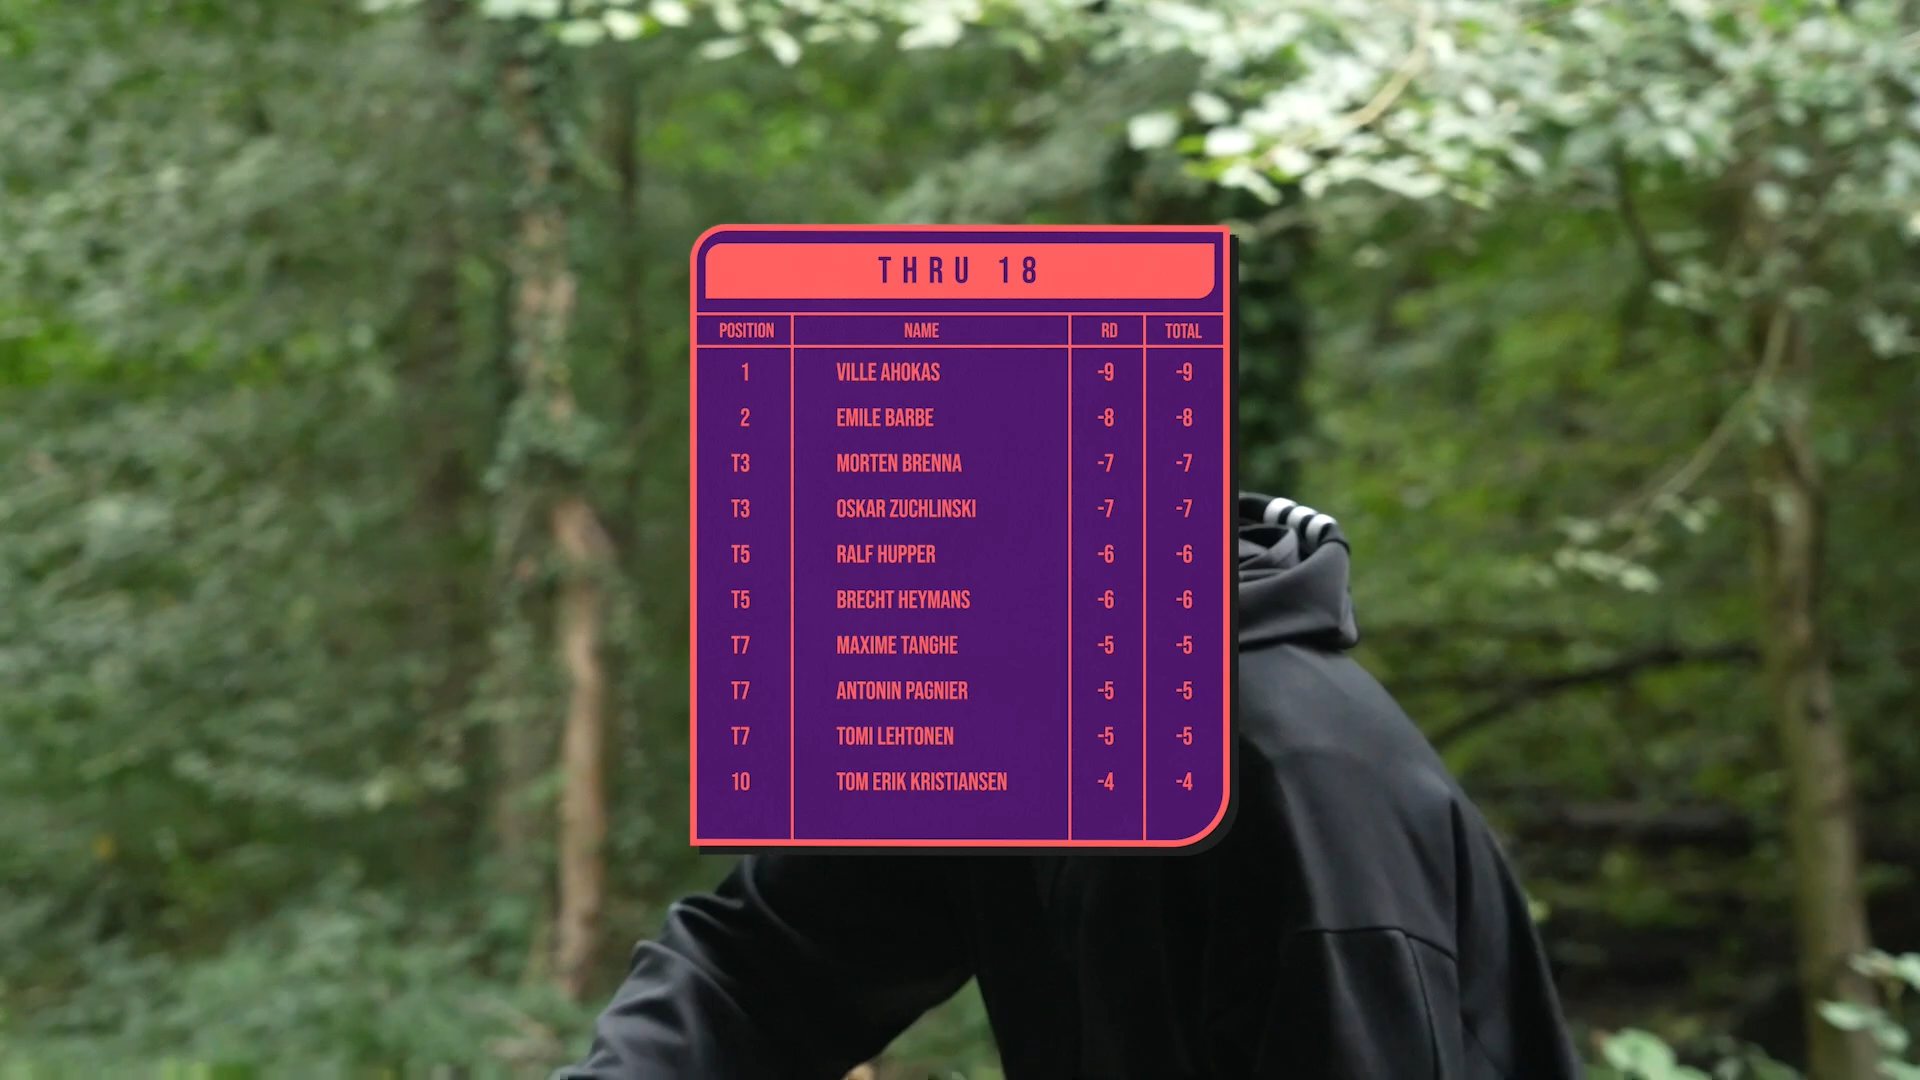 THRU 18
POSITION NAME RD TOTAL
1 VILLE AHOKAS -9 -9
2 EMILE BARBE -8 -8
T3 MORTEN BRENNA -7 -7
T3 OSKAR ZUCHLINSKI -7 -7
T5 RALF HUPPER -6 -6
T5 BRECHT HEYMANS -6 -6
T7 MAXIME TANGHE -5 -5
T7 ANTONIN PAGNIER -5 -5
T7 TOMI LEHTONEN -5 -5
10 TOM ERIK KRISTIANSEN -4 -4